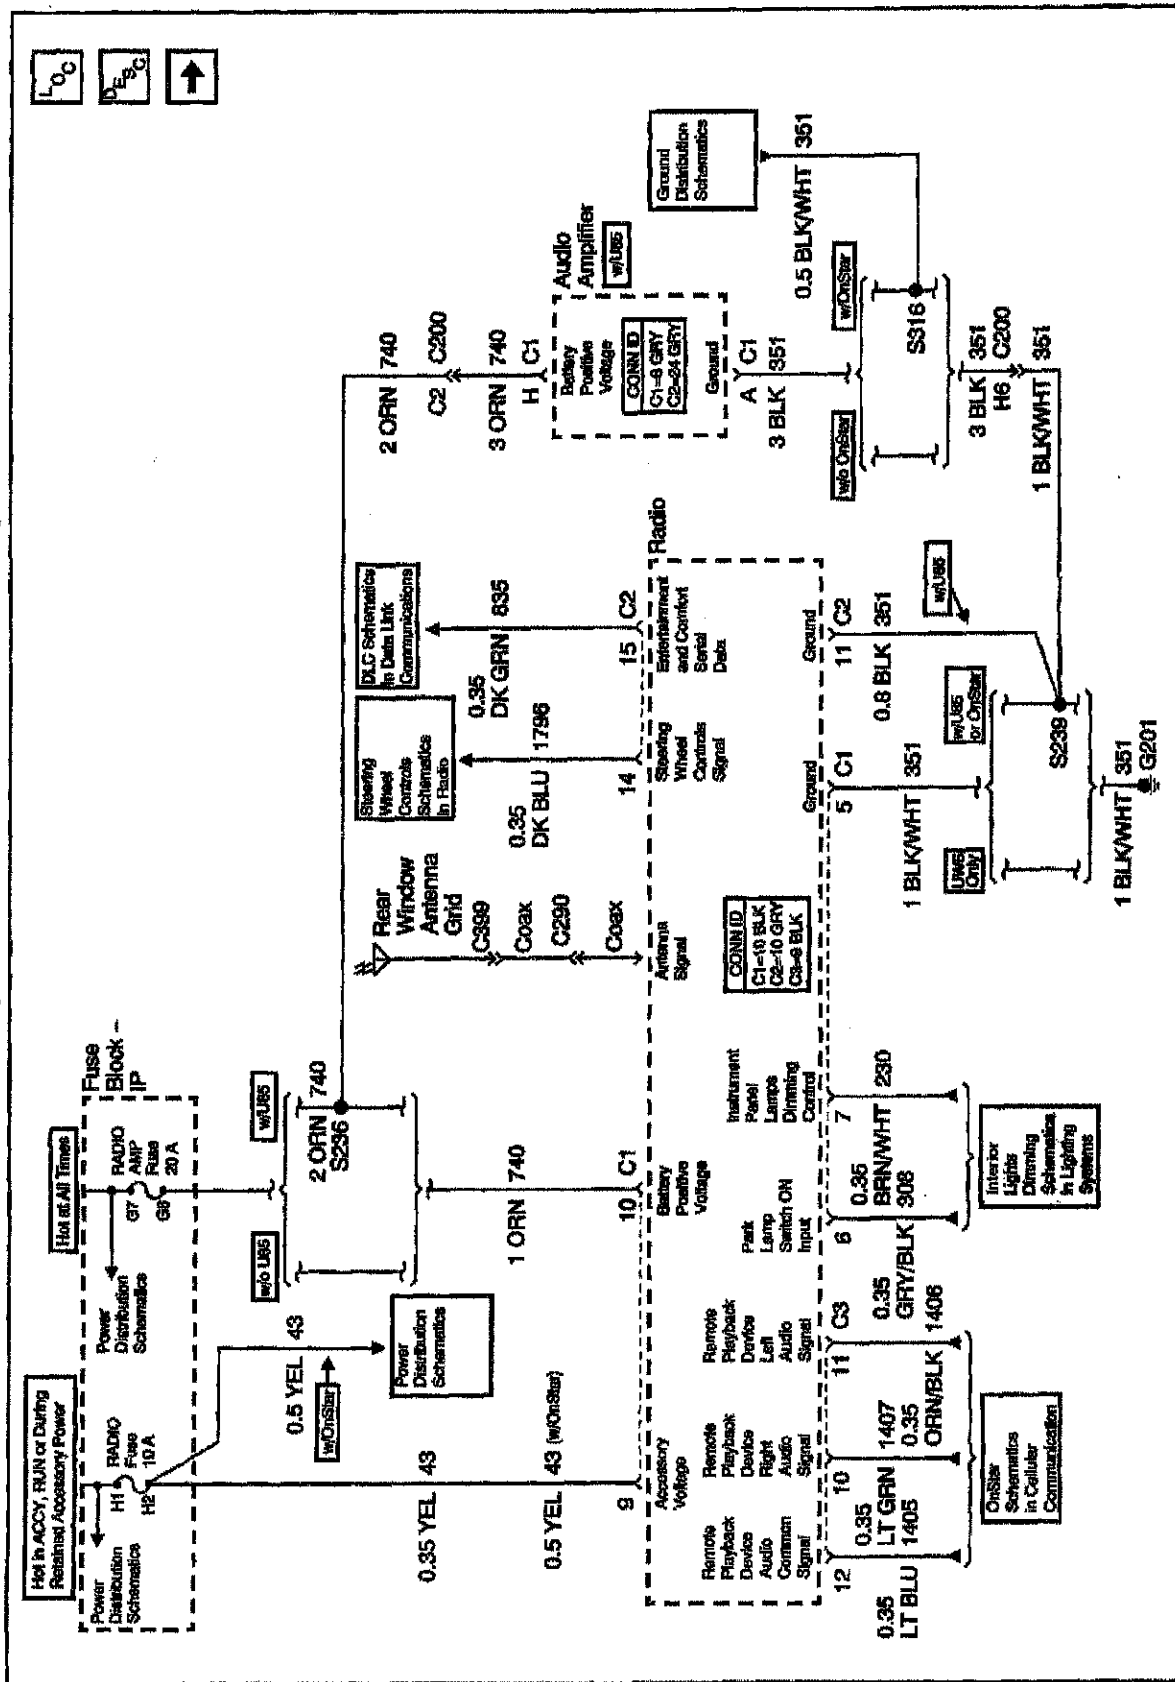 LOC
DESC
Hot in ACCY, RUN or During
Retained Accessory Power
Hot at All Times
Power
Distribution
Schematics
H1
H2
RADIO
Fuse
10 A
Power
Distribution
Schematics
G7
G8
RADIO
AMP
Fuse
20 A
Fuse
Block –
IP
0.5 YEL 43
w/OnStar
Power
Distribution
Schematics
w/o U85
w/U85
2 ORN 740
S236
0.35 YEL 43
0.5 YEL 43 (w/OnStar)
1 ORN 740
Rear
Window
Antenna
Grid
C399
Coax
C290
Coax
Steering
Wheel
Controls
Schematics
in Radio
DLC Schematics
in Data Link
Communications
0.35
DK BLU 1796
0.35
DK GRN 835
2 ORN 740
C2 C200
3 ORN 740
H C1
Audio
Amplifier
w/U85
Battery
Positive
Voltage
CONN ID
C1=8 GRY
C2=24 GRY
Ground
A C1
3 BLK 351
Ground
Distribution
Schematics
0.5 BLK/WHT 351
9
10 C1
14
15 C2
Radio
Accessory
Voltage
Battery
Positive
Voltage
Antenna
Signal
Steering
Wheel
Controls
Signal
Entertainment
and Comfort
Serial
Data
Remote
Playback
Device
Audio
Common
Signal
Remote
Playback
Device
Right
Audio
Signal
Remote
Playback
Device
Left
Audio
Signal
Park
Lamp
Switch ON
Input
Instrument
Panel
Lamps
Dimming
Control
CONN ID
C1=10 BLK
C2=10 GRY
C3=8 BLK
Ground
Ground
12
10
11 C3
6
7
5 C1
11 C2
0.35
LT BLU 1405
0.35
LT GRN 1407
0.35
ORN/BLK 1406
0.35
GRY/BLK 308
0.35
BRN/WHT 230
1 BLK/WHT 351
0.8 BLK 351
w/U85
OnStar
Schematics
in Cellular
Communication
Interior
Lights
Dimming
Schematics
in Lighting
Systems
UW6
Only
w/U85
or OnStar
S239
1 BLK/WHT 351
G201
w/o OnStar
w/OnStar
S316
3 BLK 351
H6 C200
1 BLK/WHT 351